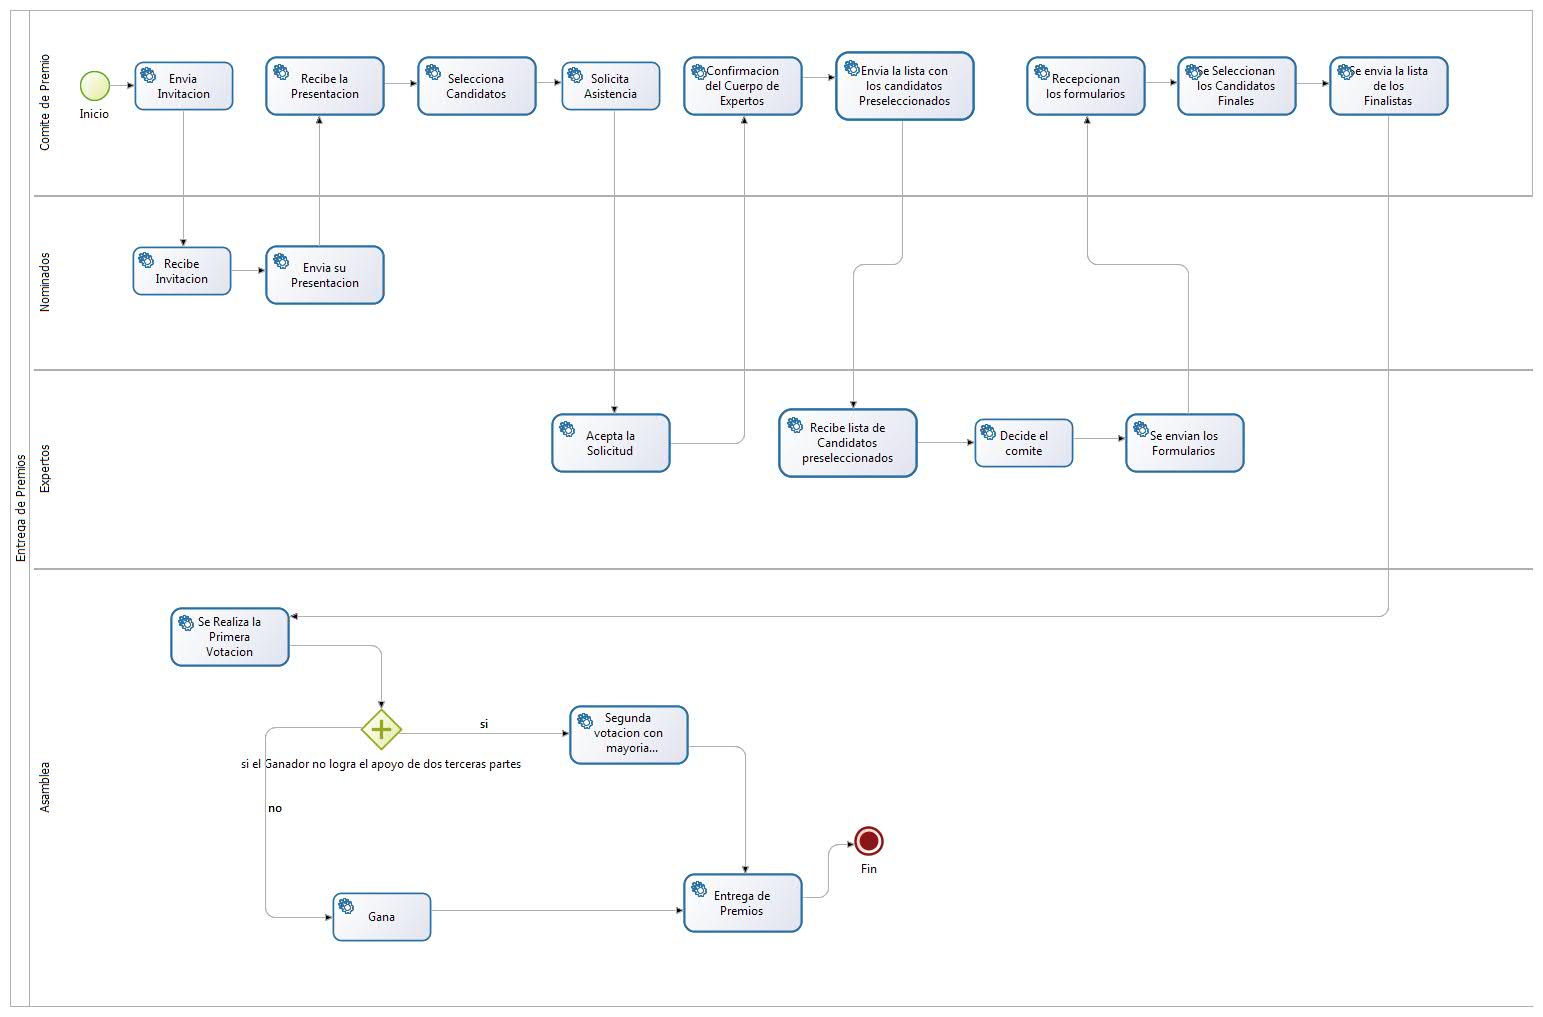 Entrega de Premios
Comite de Premio
Inicio
Envia
Invitacion
Recibe la
Presentacion
Selecciona
Candidatos
Solicita
Asistencia
Confirmacion
del Cuerpo de
Expertos
Envia la lista con
los candidatos
Preseleccionados
Recepcionan
los formularios
Se Seleccionan
los Candidatos
Finales
Se envia la lista
de los
Finalistas
Nominados
Recibe
Invitacion
Envia su
Presentacion
Expertos
Acepta la
Solicitud
Recibe lista de
Candidatos
preseleccionados
Decide el
comite
Se envian los
Formularios
Asamblea
Se Realiza la
Primera
Votacion
si
Segunda
votacion con
mayoria...
si el Ganador no logra el apoyo de dos terceras partes
no
Gana
Entrega de
Premios
Fin